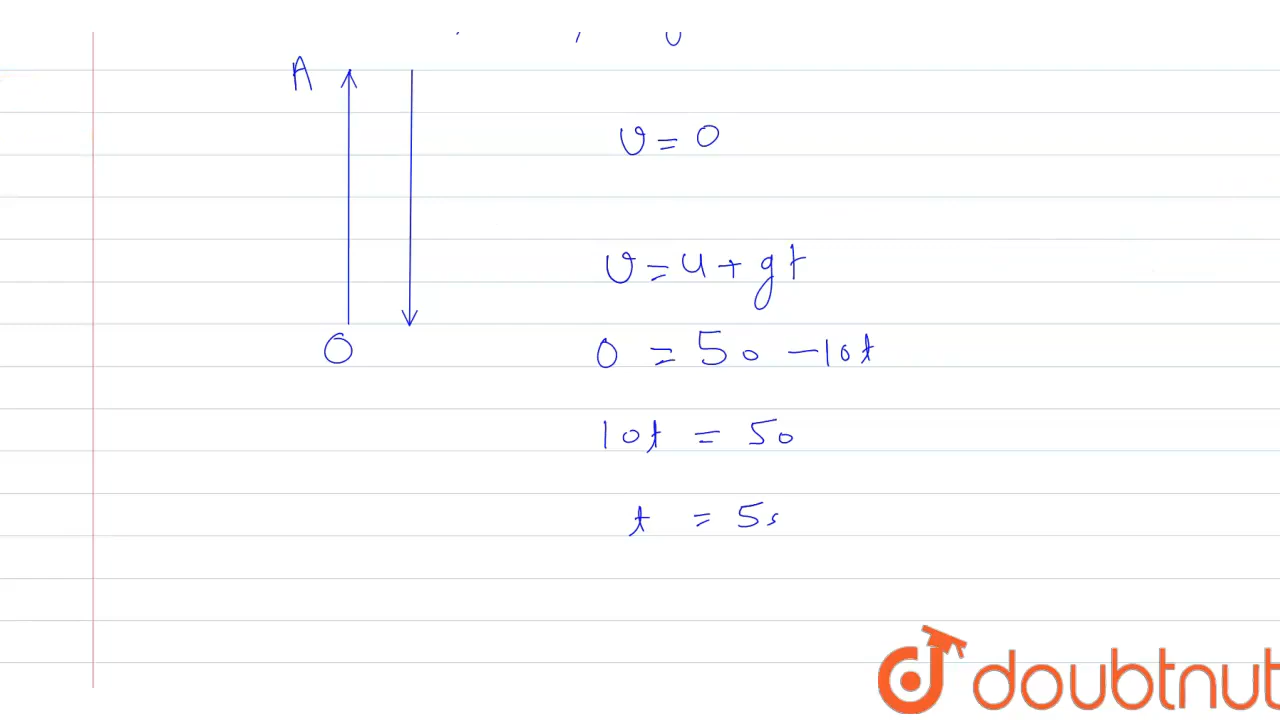 A
v = 0
v = u + gt
0 = 50 - 10t
O
10t = 50
t = 5s
doubtnut